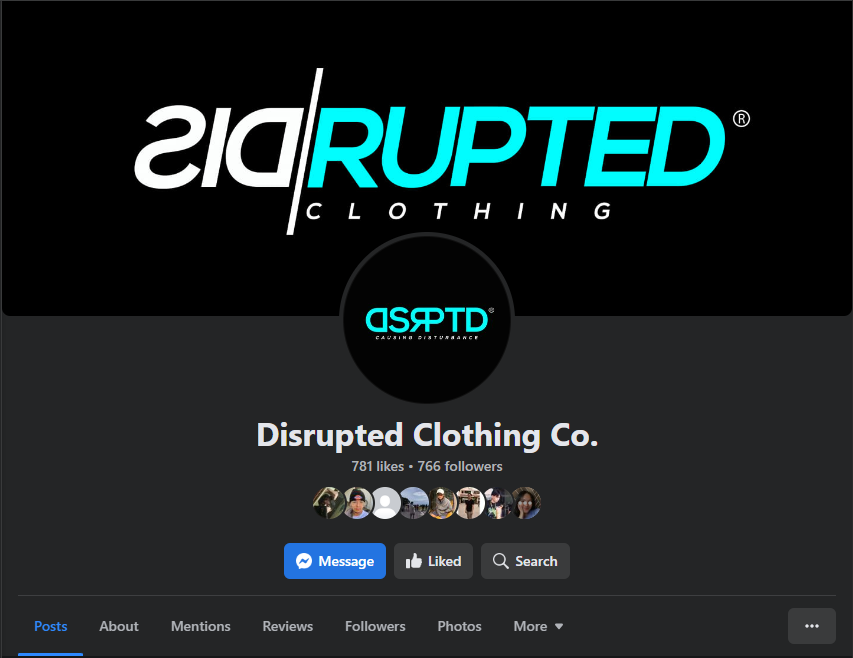 DISRUPTED®
CLOTHING
DSRPTD®
CAUSING DISTURBANCE
Disrupted Clothing Co.
781 likes • 766 followers
Message
Liked
Search
Posts
About
Mentions
Reviews
Followers
Photos
More